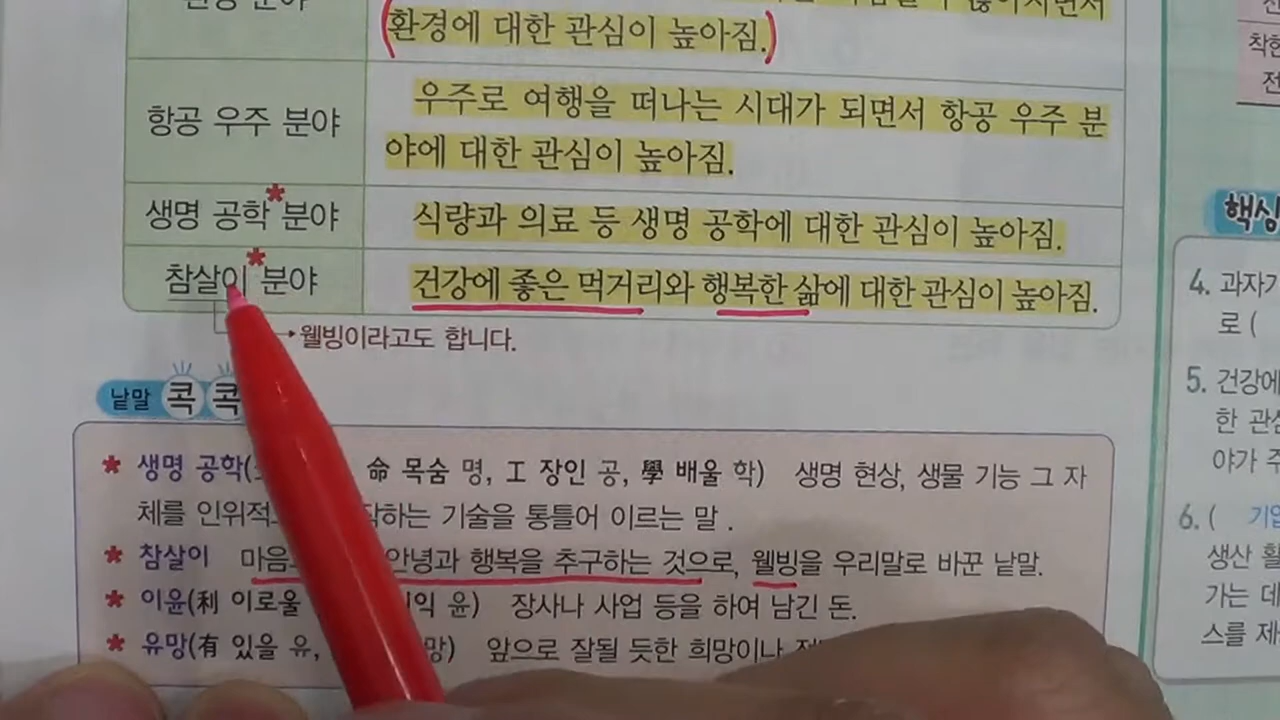 분야
(환경에 대한 관심이 높아짐.)
항공 우주 분야
우주로 여행을 떠나는 시대가 되면서 항공 우주 분
야에 대한 관심이 높아짐.
생명 공학* 분야
식량과 의료 등 생명 공학에 대한 관심이 높아짐.
참살이* 분야
건강에 좋은 먹거리와 행복한 삶에 대한 관심이 높아짐.
웰빙이라고도 합니다.
낱말 콕콕
* 생명 공학( 命 목숨 명, 工 장인 공, 學 배울 학) 생명 현상, 생물 기능 그 자
체를 인위적 하는 기술을 통틀어 이르는 말 .
* 참살이 마음 안녕과 행복을 추구하는 것으로, 웰빙을 우리말로 바꾼 낱말.
* 이윤(利 이로울 윤) 장사나 사업 등을 하여 남긴 돈.
* 유망(有 있을 유, 망) 앞으로 잘될 듯한 희망이나
착한
전
핵심
4. 과자가
로 (
5. 건강에
한 관심
야가 주
6. ( 기업
생산 활
가는 데
스를 제